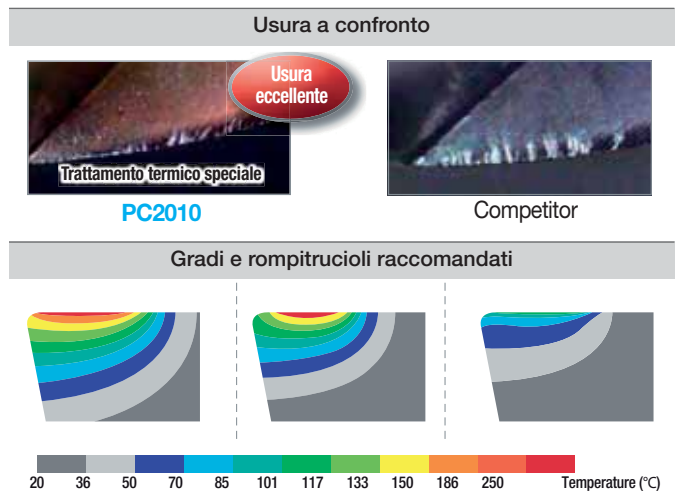 Usura a confronto
Usura
eccellente
Trattamento termico speciale
PC2010
Competitor
Gradi e rompitrucioli raccomandati
20 36 50 70 85 101 117 133 150 186 250 Temperature (°C)